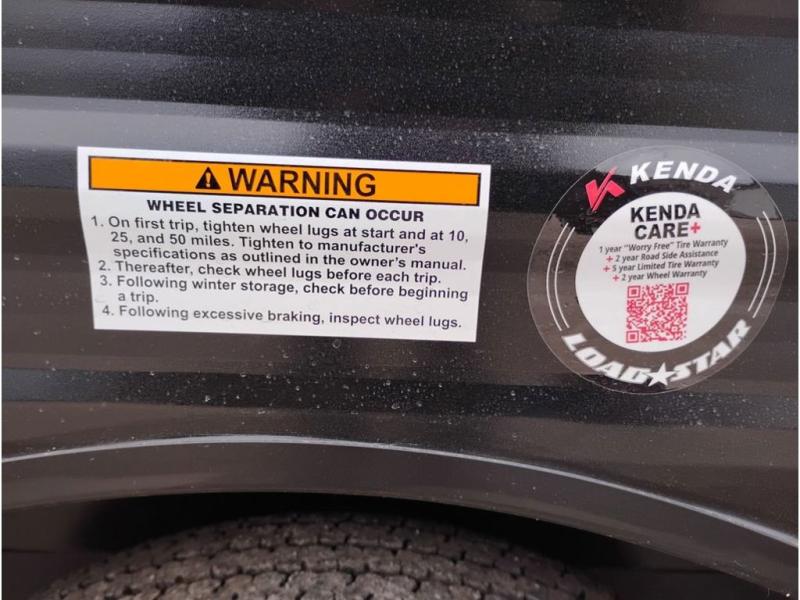 WARNING
WHEEL SEPARATION CAN OCCUR
1. On first trip, tighten wheel lugs at start and at 10,
25, and 50 miles. Tighten to manufacturer's
specifications as outlined in the owner's manual.
2. Thereafter, check wheel lugs before each trip.
3. Following winter storage, check before beginning
a trip.
4. Following excessive braking, inspect wheel lugs.
KENDA
KENDA
CARE+
1 year "Worry Free" Tire Warranty
+ 2 year Road Side Assistance
+ 5 year Limited Tire Warranty
+ 2 year Wheel Warranty
LOAD★STAR